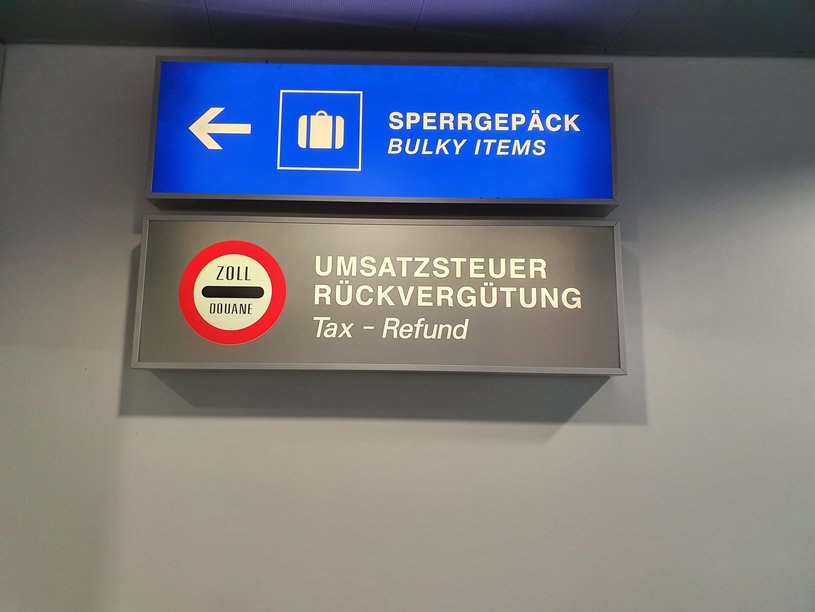 SPERRGEPÄCK
BULKY ITEMS
ZOLL
DOUANE
UMSATZSTEUER
RÜCKVERGÜTUNG
Tax - Refund